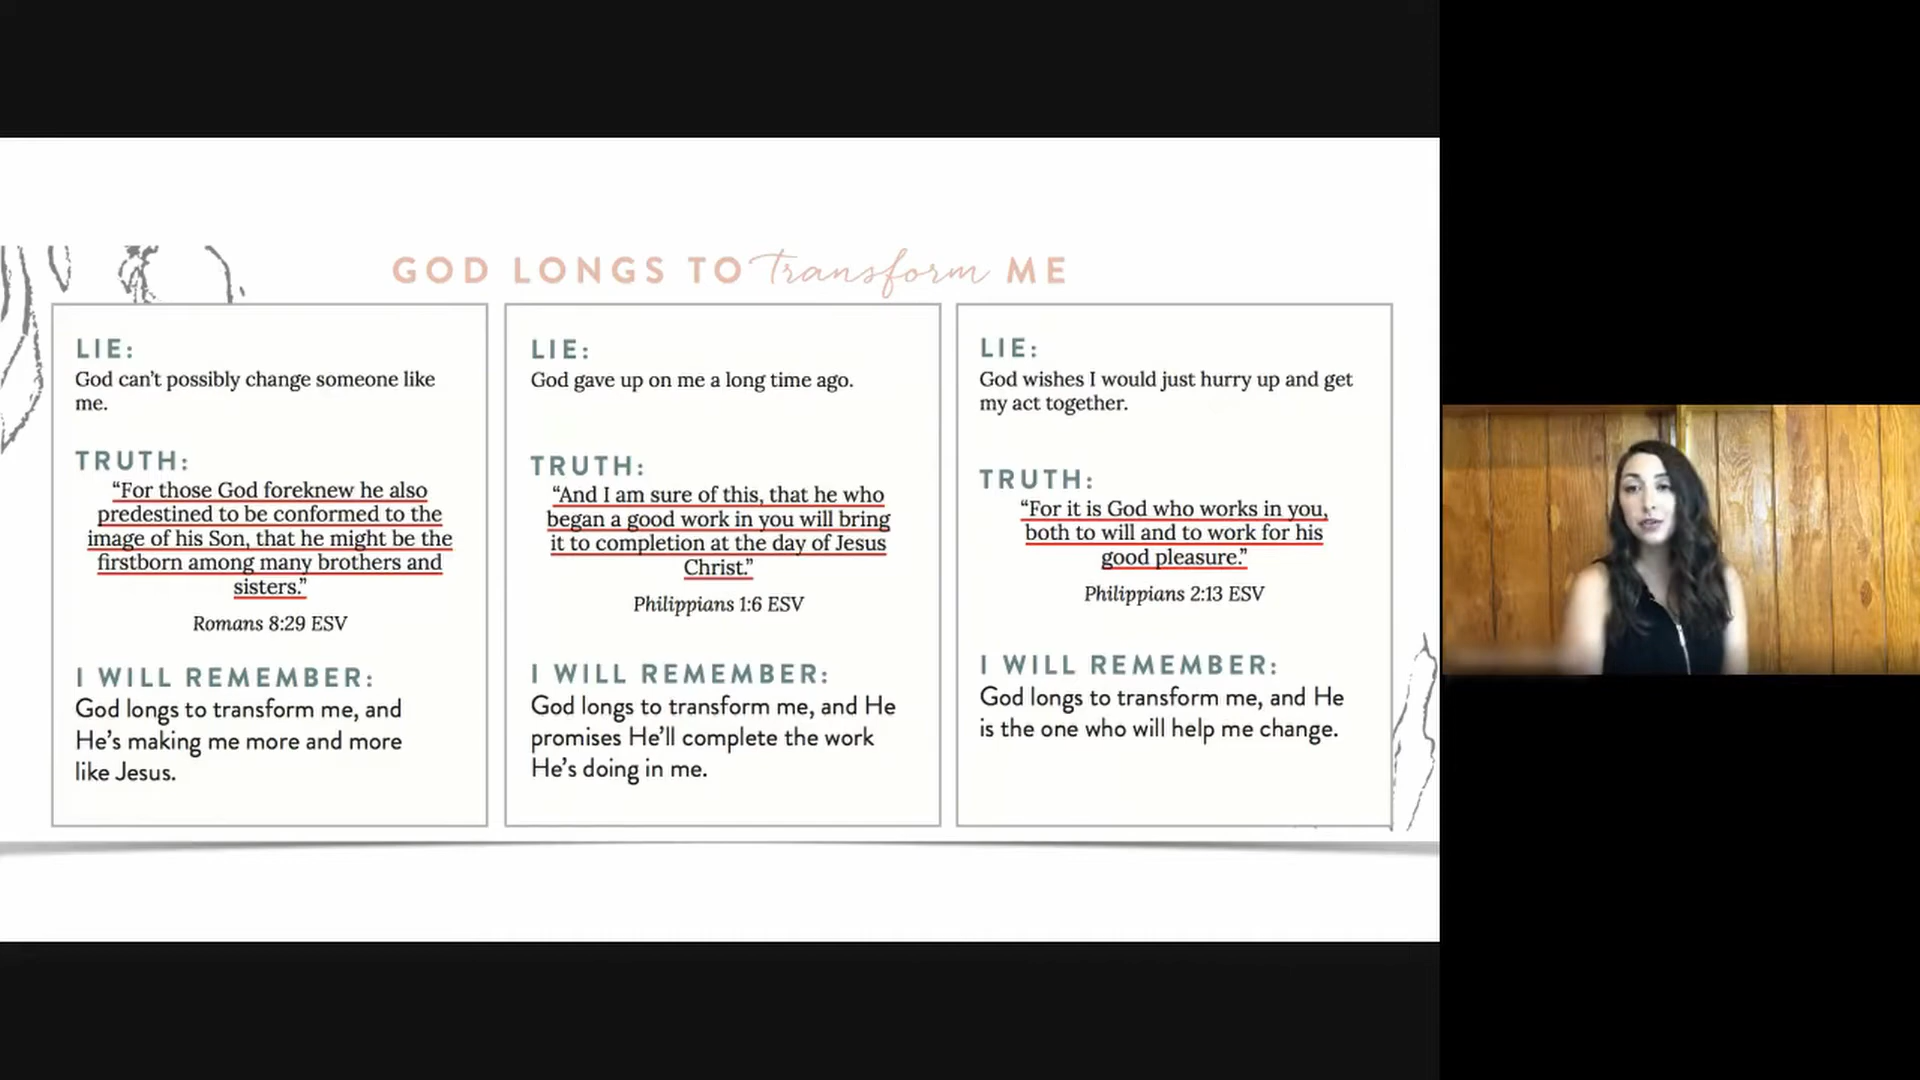 GOD LONGS TO transform ME
LIE:
God can't possibly change someone like
me.
TRUTH:
“For those God foreknew he also
predestined to be conformed to the
image of his Son, that he might be the
firstborn among many brothers and
sisters.”
Romans 8:29 ESV
I WILL REMEMBER:
God longs to transform me, and
He’s making me more and more
like Jesus.
LIE:
God gave up on me a long time ago.
TRUTH:
“And I am sure of this, that he who
began a good work in you will bring
it to completion at the day of Jesus
Christ.”
Philippians 1:6 ESV
I WILL REMEMBER:
God longs to transform me, and He
promises He’ll complete the work
He’s doing in me.
LIE:
God wishes I would just hurry up and get
my act together.
TRUTH:
“For it is God who works in you,
both to will and to work for his
good pleasure.”
Philippians 2:13 ESV
I WILL REMEMBER:
God longs to transform me, and He
is the one who will help me change.